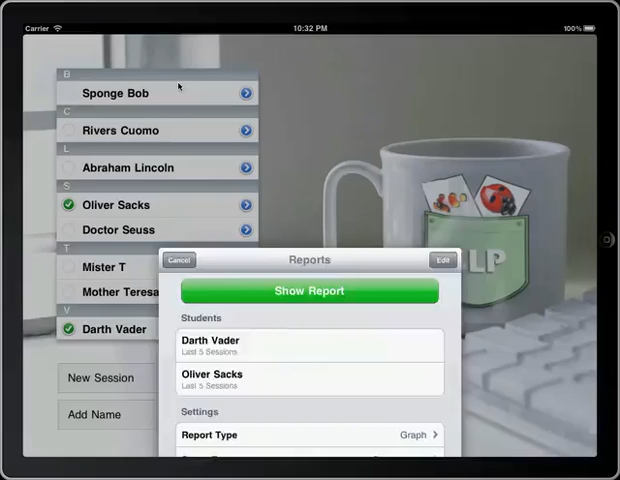 Carrier
10:32 PM
100%
B
Sponge Bob
C
Rivers Cuomo
L
Abraham Lincoln
S
Oliver Sacks
Doctor Seuss
T
Mister T
Mother Teresa
V
Darth Vader
New Session
Add Name
LP
Cancel
Reports
Edit
Show Report
Students
Darth Vader
Last 5 Sessions
Oliver Sacks
Last 5 Sessions
Settings
Report Type
Graph